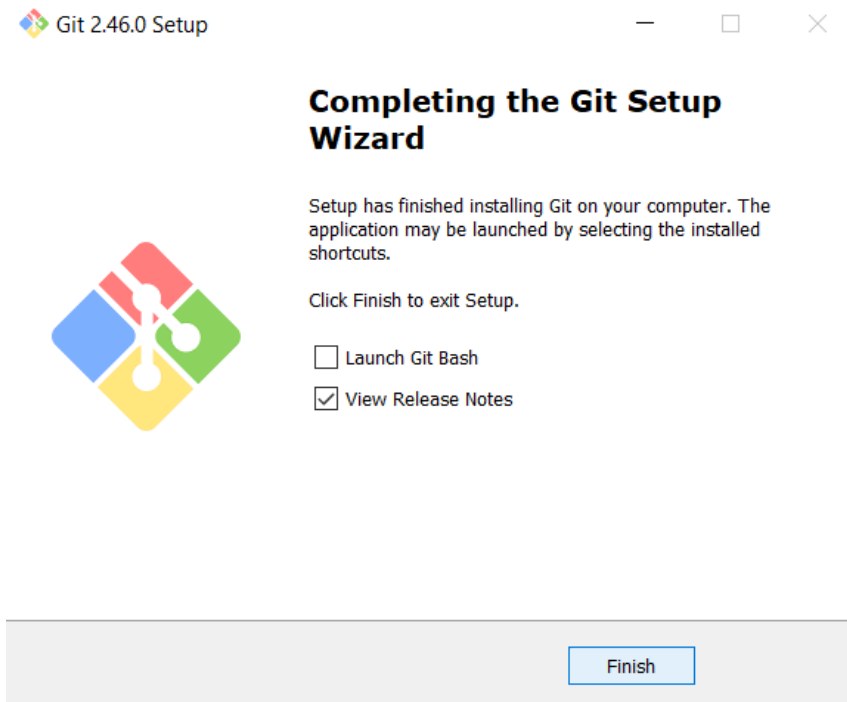 Git 2.46.0 Setup
Completing the Git Setup
Wizard
Setup has finished installing Git on your computer. The
application may be launched by selecting the installed
shortcuts.
Click Finish to exit Setup.
Launch Git Bash
View Release Notes
Finish